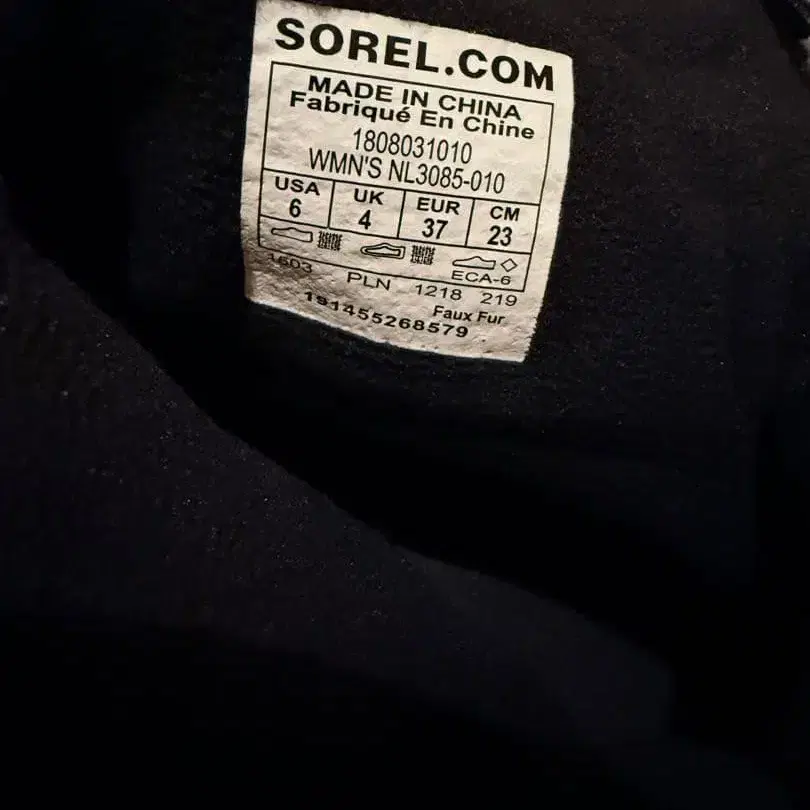 SOREL.COM
MADE IN CHINA
Fabriqué En Chine
1808031010
WMN'S NL3085-010
USA UK EUR CM
6 4 37 23
ECA-6
1603 PLN 1218 219
Faux Fur
191455268579